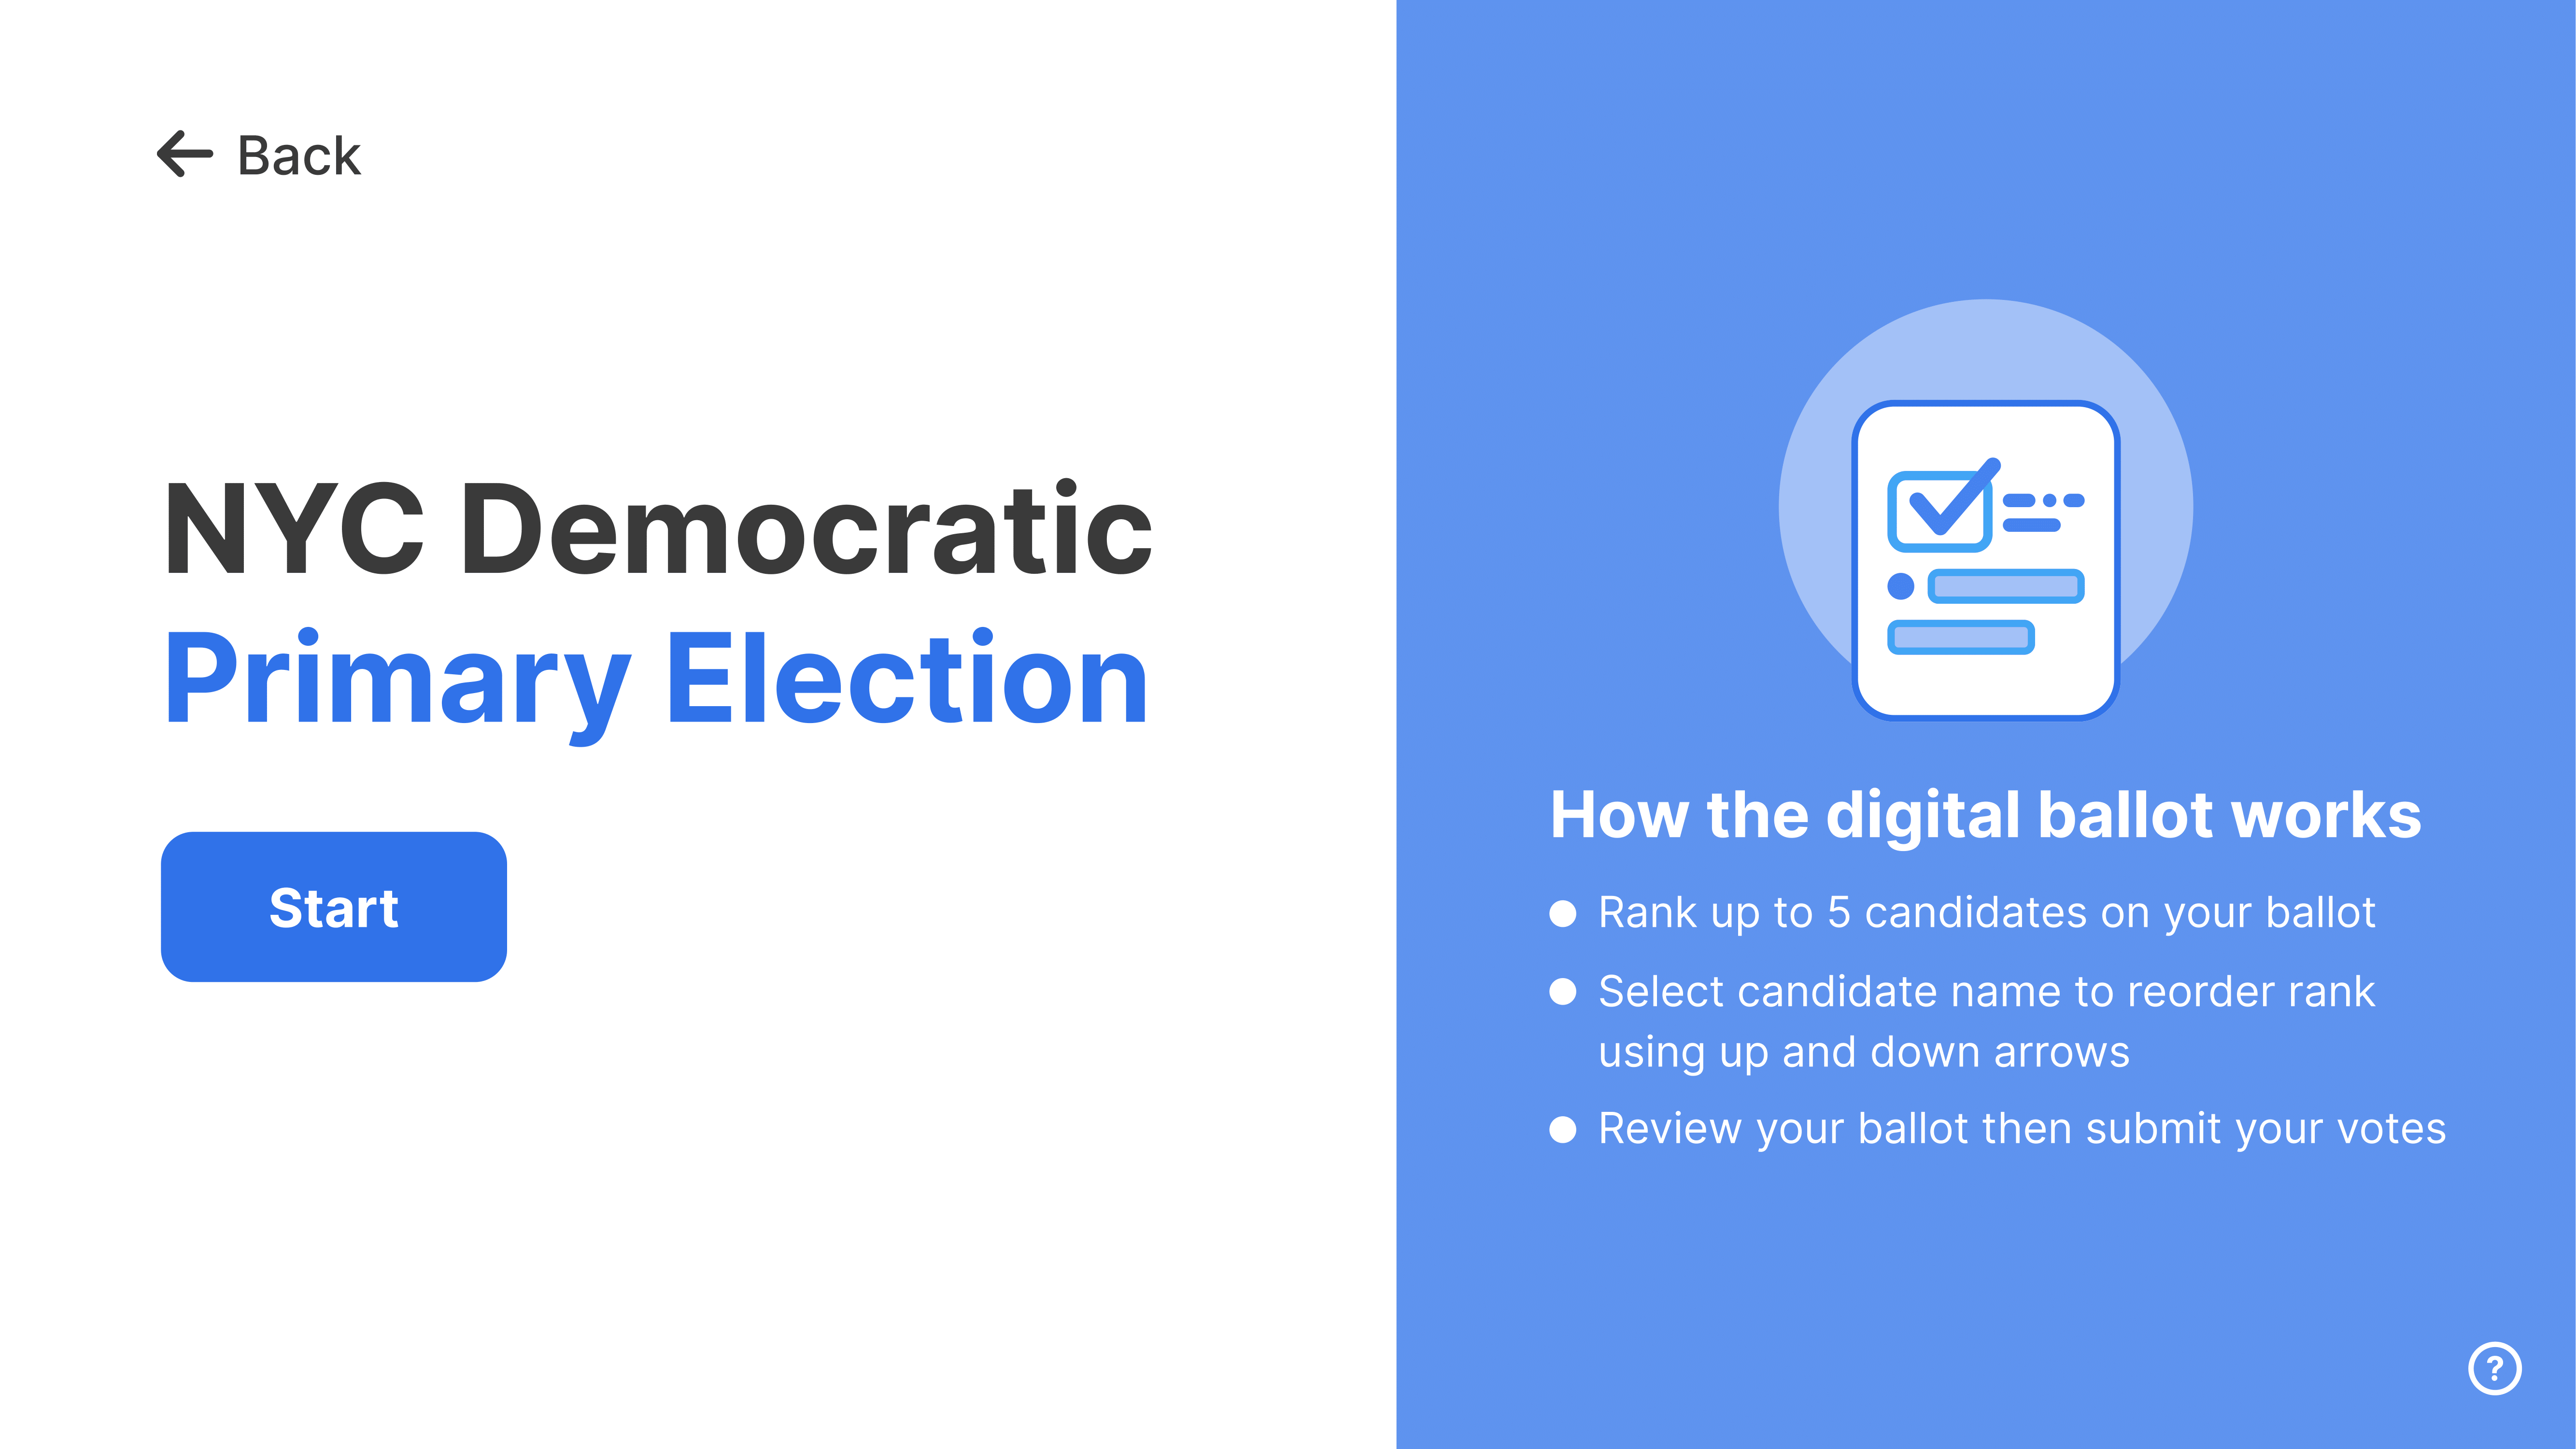 Back
NYC Democratic
Primary Election
Start
How the digital ballot works
Rank up to 5 candidates on your ballot
Select candidate name to reorder rank
using up and down arrows
Review your ballot then submit your votes
?